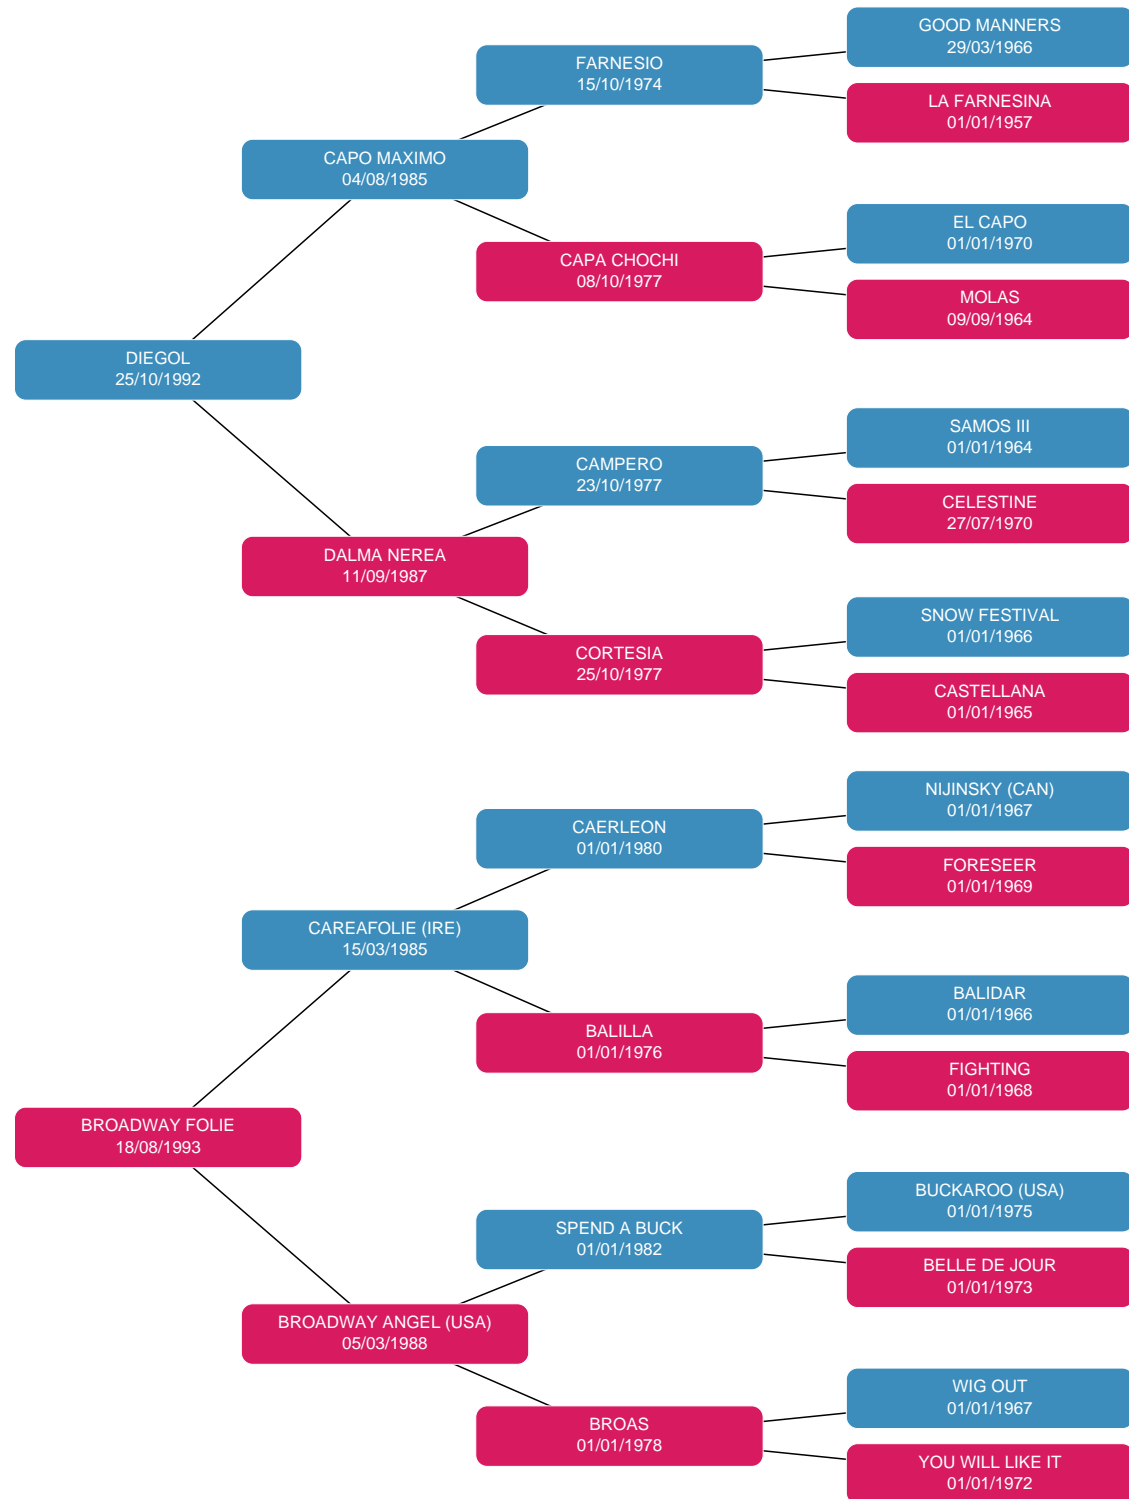 GOOD MANNERS
29/03/1966
FARNESIO
15/10/1974
LA FARNESINA
01/01/1957
CAPO MAXIMO
04/08/1985
EL CAPO
01/01/1970
CAPA CHOCHI
08/10/1977
MOLAS
09/09/1964
DIEGOL
25/10/1992
SAMOS III
01/01/1964
CAMPERO
23/10/1977
CELESTINE
27/07/1970
DALMA NEREA
11/09/1987
SNOW FESTIVAL
01/01/1966
CORTESIA
25/10/1977
CASTELLANA
01/01/1965
NIJINSKY (CAN)
01/01/1967
CAERLEON
01/01/1980
FORESEER
01/01/1969
CAREAFOLIE (IRE)
15/03/1985
BALIDAR
01/01/1966
BALILLA
01/01/1976
FIGHTING
01/01/1968
BROADWAY FOLIE
18/08/1993
BUCKAROO (USA)
01/01/1975
SPEND A BUCK
01/01/1982
BELLE DE JOUR
01/01/1973
BROADWAY ANGEL (USA)
05/03/1988
WIG OUT
01/01/1967
BROAS
01/01/1978
YOU WILL LIKE IT
01/01/1972